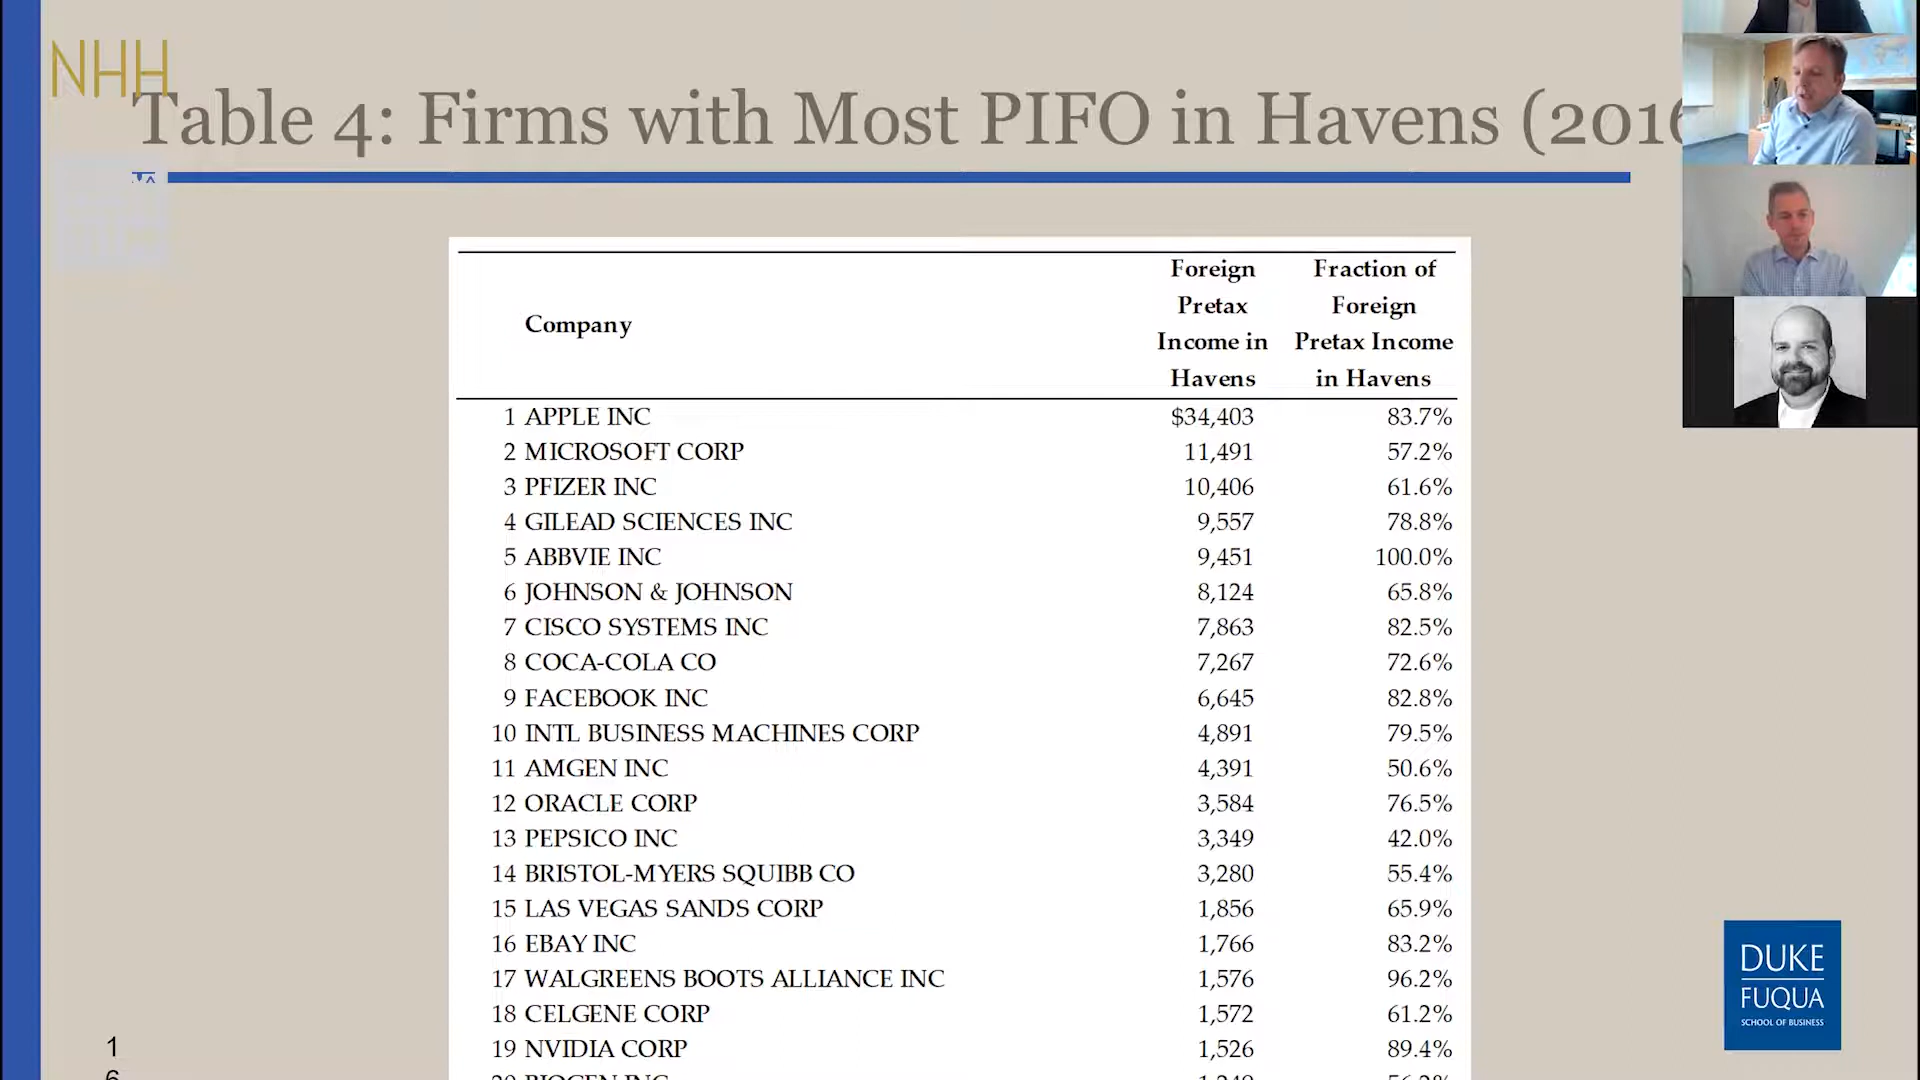 NHH
Table 4: Firms with Most PIFO in Havens (2016
Company
Foreign Pretax Income in Havens
Fraction of Foreign Pretax Income in Havens
1 APPLE INC $34,403 83.7%
2 MICROSOFT CORP 11,491 57.2%
3 PFIZER INC 10,406 61.6%
4 GILEAD SCIENCES INC 9,557 78.8%
5 ABBVIE INC 9,451 100.0%
6 JOHNSON & JOHNSON 8,124 65.8%
7 CISCO SYSTEMS INC 7,863 82.5%
8 COCA-COLA CO 7,267 72.6%
9 FACEBOOK INC 6,645 82.8%
10 INTL BUSINESS MACHINES CORP 4,891 79.5%
11 AMGEN INC 4,391 50.6%
12 ORACLE CORP 3,584 76.5%
13 PEPSICO INC 3,349 42.0%
14 BRISTOL-MYERS SQUIBB CO 3,280 55.4%
15 LAS VEGAS SANDS CORP 1,856 65.9%
16 EBAY INC 1,766 83.2%
17 WALGREENS BOOTS ALLIANCE INC 1,576 96.2%
18 CELGENE CORP 1,572 61.2%
19 NVIDIA CORP 1,526 89.4%
1
6
DUKE
FUQUA
SCHOOL OF BUSINESS